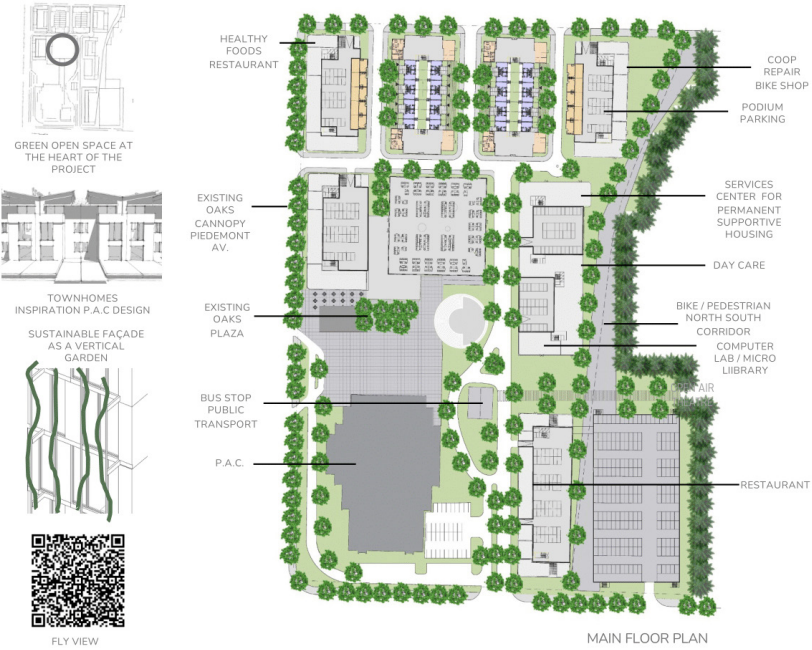 GREEN OPEN SPACE AT
THE HEART OF THE
PROJECT
TOWNHOMES
INSPIRATION P.A.C DESIGN
SUSTAINABLE FAÇADE
AS A VERTICAL
GARDEN
FLY VIEW
HEALTHY
FOODS
RESTAURANT
EXISTING
OAKS
CANNOPY
PIEDEMONT
AV.
EXISTING
OAKS
PLAZA
BUS STOP
PUBLIC
TRANSPORT
P.A.C.
COOP
REPAIR
BIKE SHOP
PODIUM
PARKING
SERVICES
CENTER FOR
PERMANENT
SUPPORTIVE
HOUSING
DAY CARE
BIKE / PEDESTRIAN
NORTH SOUTH
CORRIDOR
COMPUTER
LAB / MICRO
LIIBRARY
AIR
RESTAURANT
MAIN FLOOR PLAN